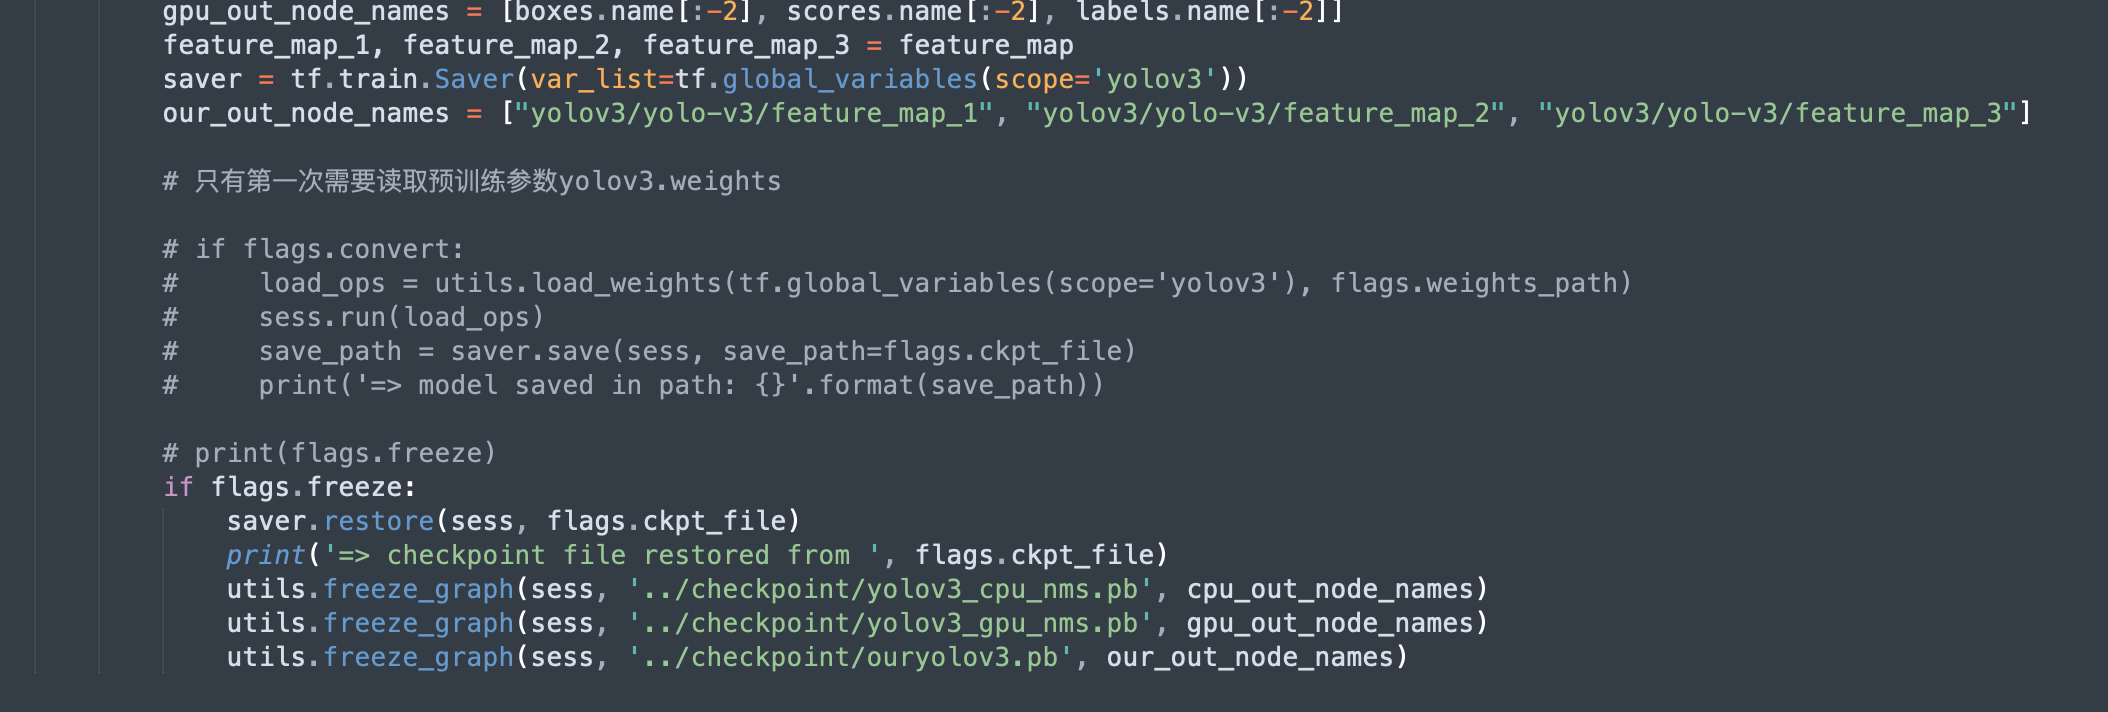 gpu_out_node_names = [boxes.name[:-2], scores.name[:-2], labels.name[:-2]]
feature_map_1, feature_map_2, feature_map_3 = feature_map
saver = tf.train.Saver(var_list=tf.global_variables(scope='yolov3'))
our_out_node_names = ["yolov3/yolo-v3/feature_map_1", "yolov3/yolo-v3/feature_map_2", "yolov3/yolo-v3/feature_map_3"]
# 只有第一次需要读取预训练参数yolov3.weights
# if flags.convert:
#     load_ops = utils.load_weights(tf.global_variables(scope='yolov3'), flags.weights_path)
#     sess.run(load_ops)
#     save_path = saver.save(sess, save_path=flags.ckpt_file)
#     print('=> model saved in path: {}'.format(save_path))
# print(flags.freeze)
if flags.freeze:
    saver.restore(sess, flags.ckpt_file)
    print('=> checkpoint file restored from ', flags.ckpt_file)
    utils.freeze_graph(sess, '../checkpoint/yolov3_cpu_nms.pb', cpu_out_node_names)
    utils.freeze_graph(sess, '../checkpoint/yolov3_gpu_nms.pb', gpu_out_node_names)
    utils.freeze_graph(sess, '../checkpoint/ouryolov3.pb', our_out_node_names)